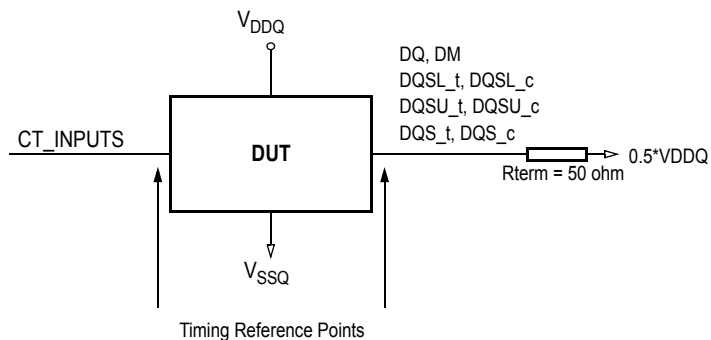 VDDQ
DQ, DM
DQSL_t, DQSL_c
DQSU_t, DQSU_c
DQS_t, DQS_c
CT_INPUTS
DUT
0.5*VDDQ
Rterm = 50 ohm
VSSQ
Timing Reference Points